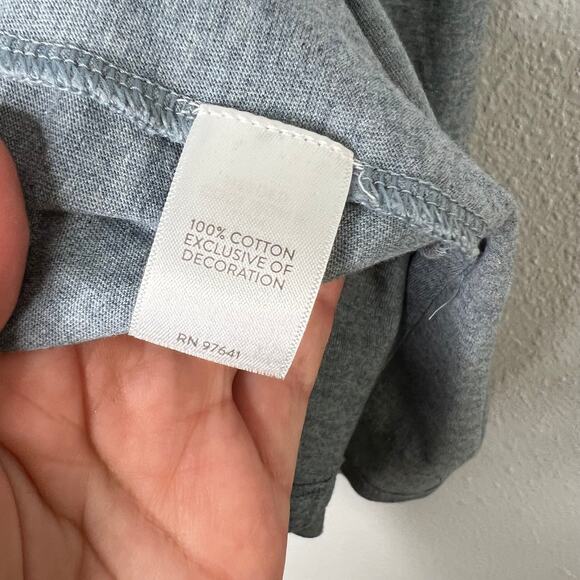 100% COTTON
EXCLUSIVE OF
DECORATION
RN 97641